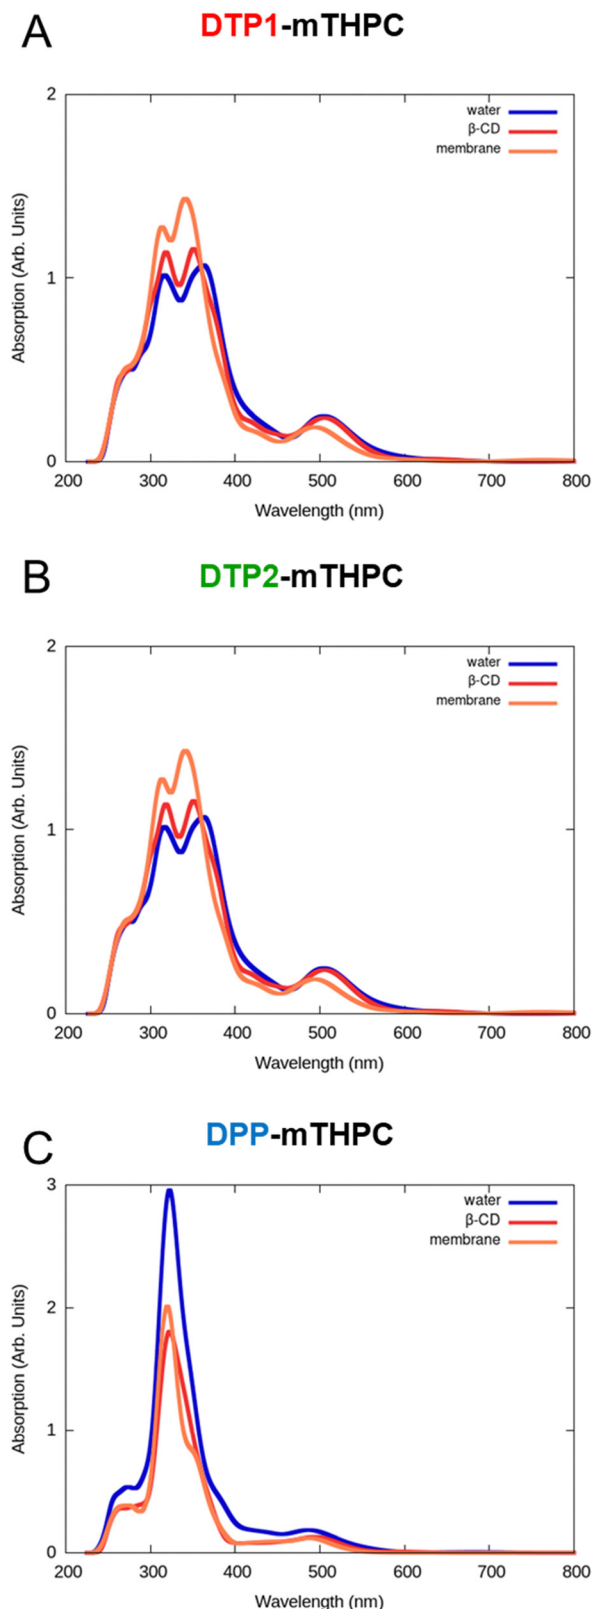 A
DTP1-mTHPC
2
water
β-CD
membrane
1
Absorption (Arb. Units)
0
200 300 400 500 600 700 800
Wavelength (nm)
B
DTP2-mTHPC
2
water
β-CD
membrane
1
Absorption (Arb. Units)
0
200 300 400 500 600 700 800
Wavelength (nm)
C
DPP-mTHPC
3
water
β-CD
membrane
2
Absorption (Arb. Units)
1
0
200 300 400 500 600 700 800
Wavelength (nm)